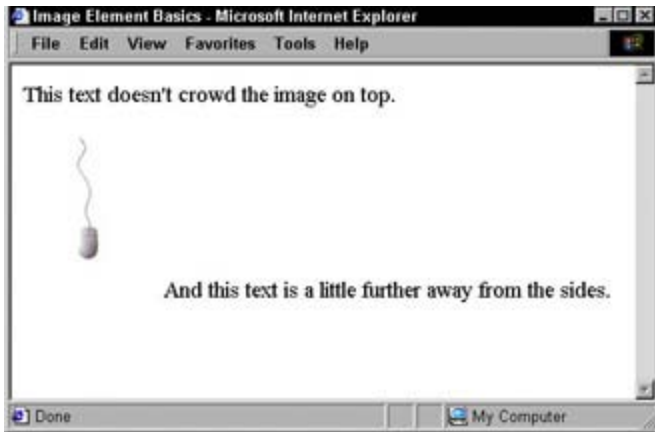 Image Element Basics - Microsoft Internet Explorer
File Edit View Favorites Tools Help
This text doesn't crowd the image on top.
And this text is a little further away from the sides.
Done
My Computer